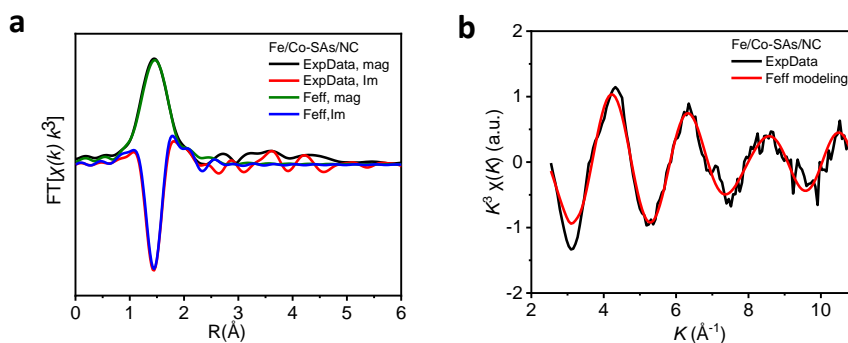 a
Fe/Co-SAs/NC
ExpData, mag
ExpData, Im
Feff, mag
Feff,Im
FT[χ(k) k³]
0 1 2 3 4 5 6
R(Å)
b
Fe/Co-SAs/NC
ExpData
Feff modeling
K³ χ(K) (a.u.)
2
1
0
-1
-2
2 4 6 8 10
K (Å⁻¹)